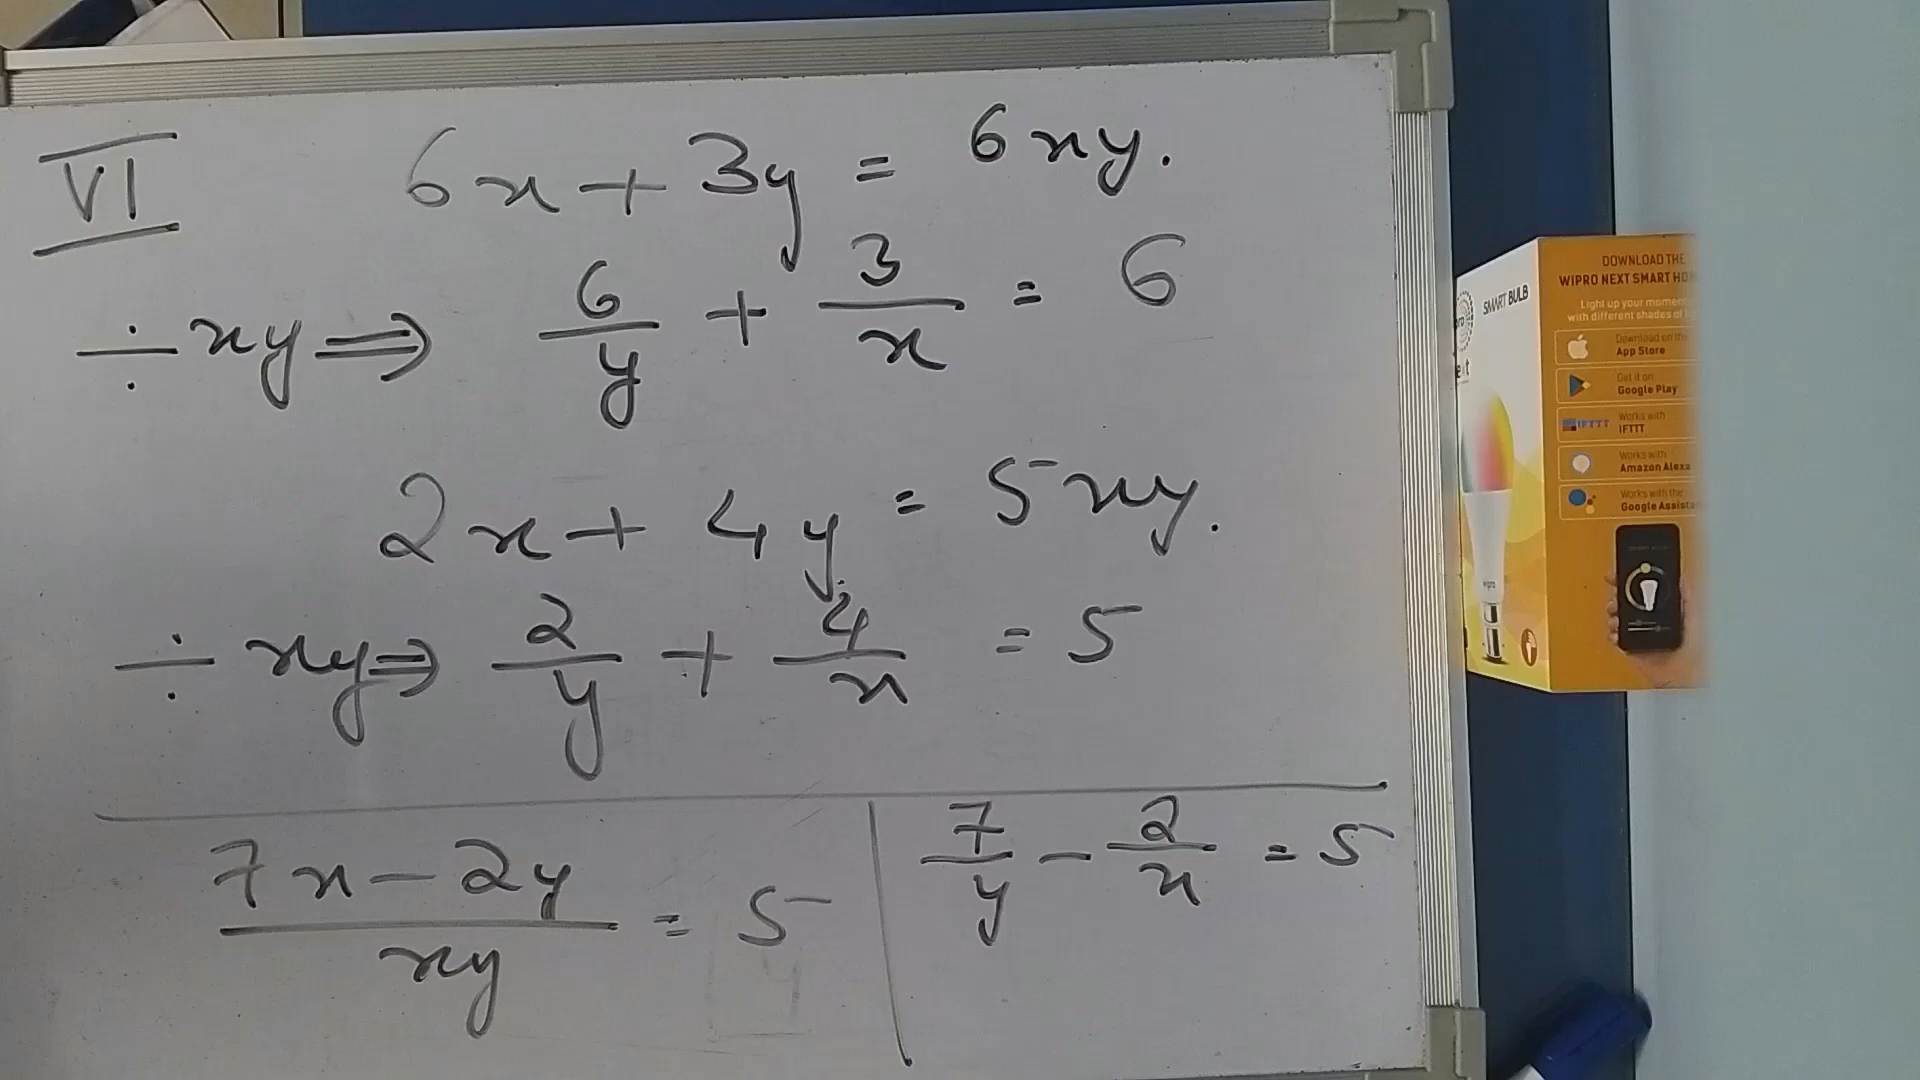 VI 6x + 3y = 6xy.
÷ xy ⇒ 6/y + 3/x = 6
2x + 4y = 5xy.
÷ xy ⇒ 2/y + 4/x = 5
(7x - 2y)/xy = 5 | 7/y - 2/x = 5
SMART BULB
wipro
DOWNLOAD THE
WIPRO NEXT SMART
Light up your
with different shades of
Download on the
App Store
Get it on
Google Play
Works with
IFTTT
Works with
Amazon Alexa
Works with the
Google